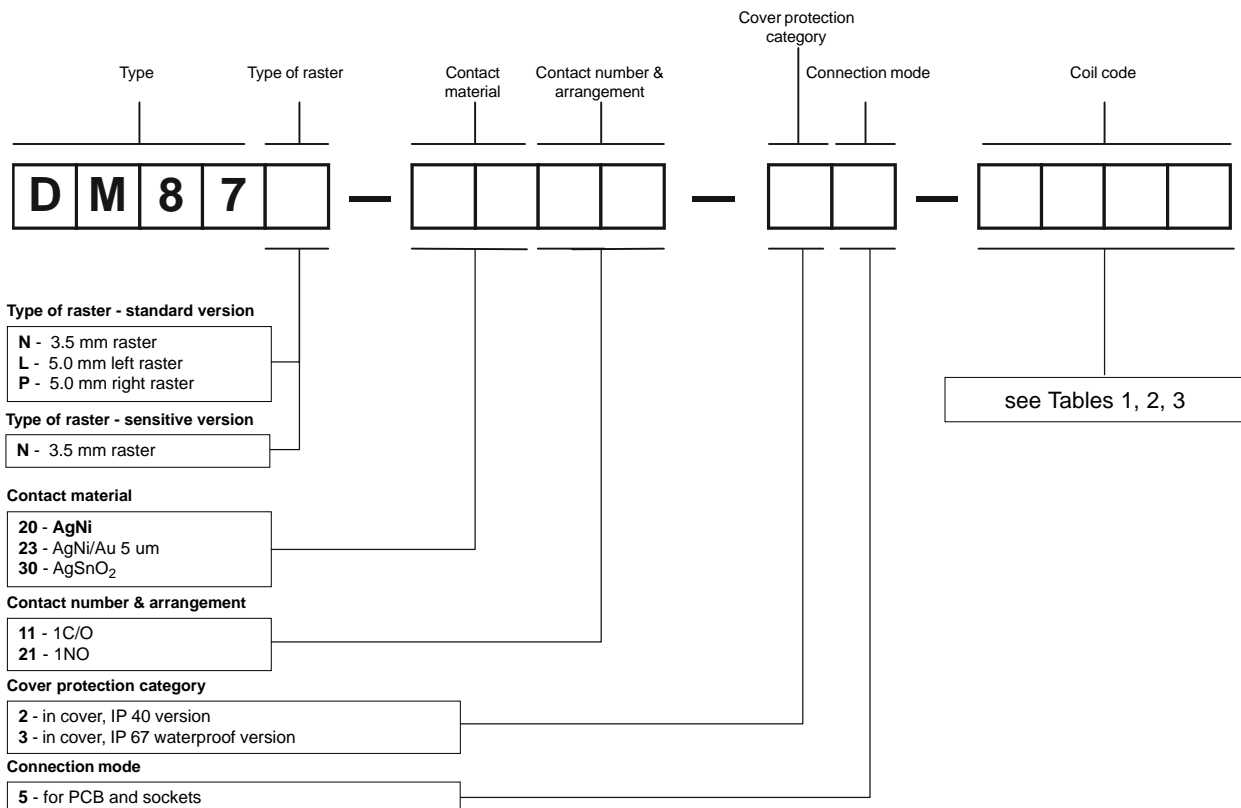 Cover protection
category
Type
Type of raster
Contact
material
Contact number &
arrangement
Connection mode
Coil code
D M 8 7 — — —
Type of raster - standard version
N - 3.5 mm raster
L - 5.0 mm left raster
P - 5.0 mm right raster
see Tables 1, 2, 3
Type of raster - sensitive version
N - 3.5 mm raster
Contact material
20 - AgNi
23 - AgNi/Au 5 um
30 - AgSnO₂
Contact number & arrangement
11 - 1C/O
21 - 1NO
Cover protection category
2 - in cover, IP 40 version
3 - in cover, IP 67 waterproof version
Connection mode
5 - for PCB and sockets